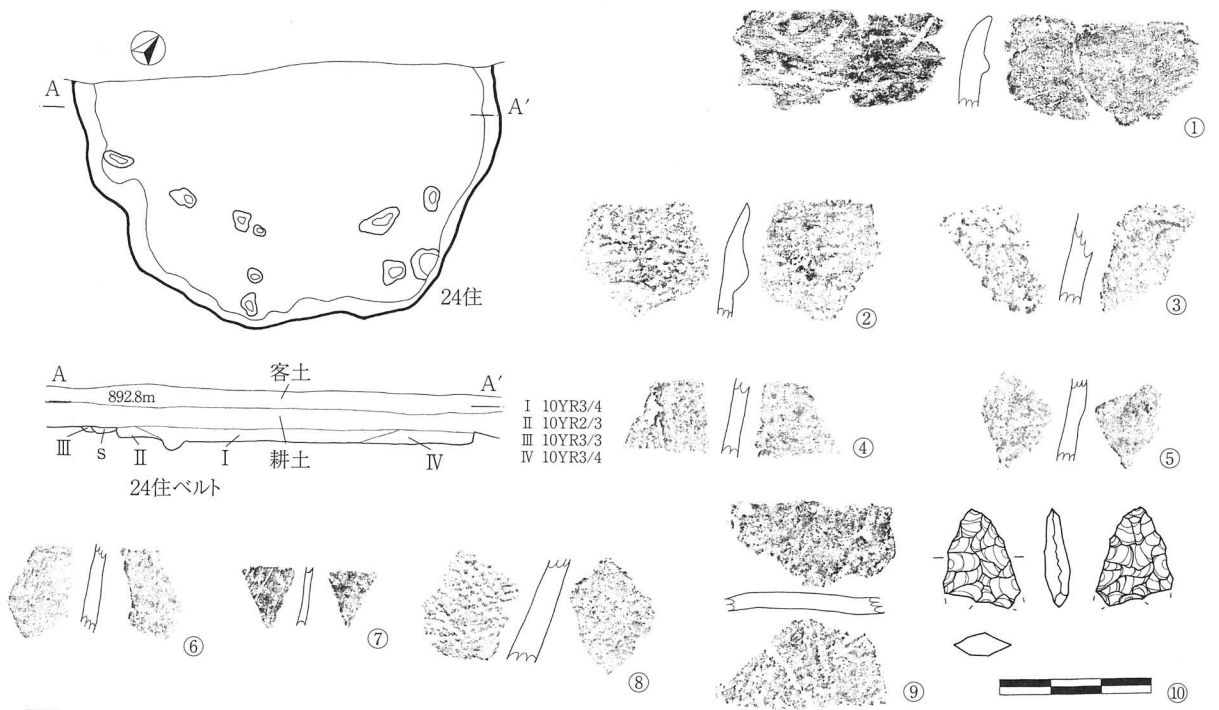 A
A′
24住
A
客土
A′
892.8m
Ⅰ 10YR3/4
Ⅱ 10YR2/3
Ⅲ 10YR3/3
Ⅳ 10YR3/4
Ⅲ S Ⅱ Ⅰ 耕土 Ⅳ
24住ベルト
①
②
③
④
⑤
⑥
⑦
⑧
⑨
⑩